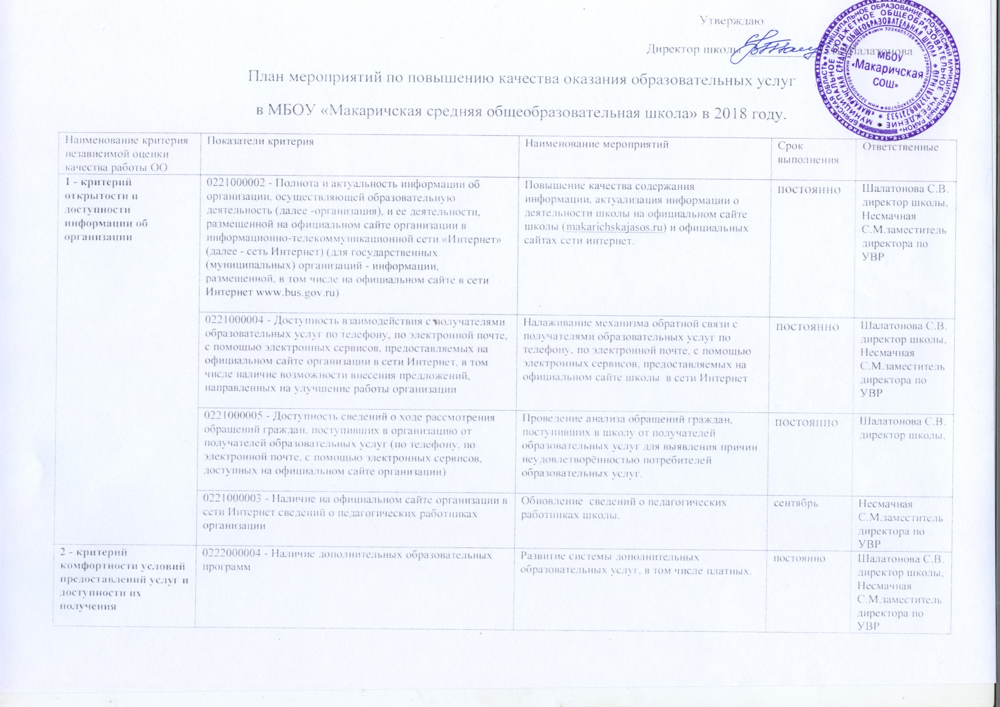 Утверждаю
Директор школы
План мероприятий по повышению качества оказания образовательных услуг
в МБОУ «Макаричская средняя общеобразовательная школа» в 2018 году.
МБОУ
«Макаричская
СОШ»
Наименование критерия
независимой оценки
качества работы ОО
Показатели критерия
Наименование мероприятий
Срок
выполнения
Ответственные
1 - критерий
открытости и
доступности
информации об
организации
0221000002 - Полнота и актуальность информации об
организации, осуществляющей образовательную
деятельность (далее -организация), и ее деятельности,
размещенной на официальном сайте организации в
информационно-телекоммуникационной сети «Интернет»
(далее - сеть Интернет) (для государственных
(муниципальных) организаций - информации,
размещенной, в том числе на официальном сайте в сети
Интернет www.bus.gov.ru)
Повышение качества содержания
информации, актуализация информации о
деятельности школы на официальном сайте
школы (makarichskajasos.ru) и официальных
сайтах сети интернет.
постоянно
Шалатонова С.В.
директор школы,
Несмачная
С.М.заместитель
директора по
УВР
0221000004 - Доступность взаимодействия с получателями
образовательных услуг по телефону, по электронной почте,
с помощью электронных сервисов, предоставляемых на
официальном сайте организации в сети Интернет, в том
числе наличие возможности внесения предложений,
направленных на улучшение работы организации
Налаживание механизма обратной связи с
получателями образовательных услуг по
телефону, по электронной почте, с помощью
электронных сервисов, предоставляемых на
официальном сайте школы в сети Интернет
постоянно
Шалатонова С.В.
директор школы,
Несмачная
С.М.заместитель
директора по
УВР
0221000005 - Доступность сведений о ходе рассмотрения
обращений граждан, поступивших в организацию от
получателей образовательных услуг (по телефону, по
электронной почте, с помощью электронных сервисов,
доступных на официальном сайте организации)
Проведение анализа обращений граждан,
поступивших в школу от получателей
образовательных услуг для выявления причин
неудовлетворённостью потребителей
образовательных услуг.
постоянно
Шалатонова С.В.
директор школы,
0221000003 - Наличие на официальном сайте организации в
сети Интернет сведений о педагогических работниках
организации
Обновление сведений о педагогических
работниках школы.
сентябрь
Несмачная
С.М.заместитель
директора по
УВР
2 - критерий
комфортности условий
предоставлений услуг и
доступности их
получения
0222000004 - Наличие дополнительных образовательных
программ
Развитие системы дополнительных
образовательных услуг, в том числе платных.
постоянно
Шалатонова С.В.
директор школы,
Несмачная
С.М.заместитель
директора по
УВР